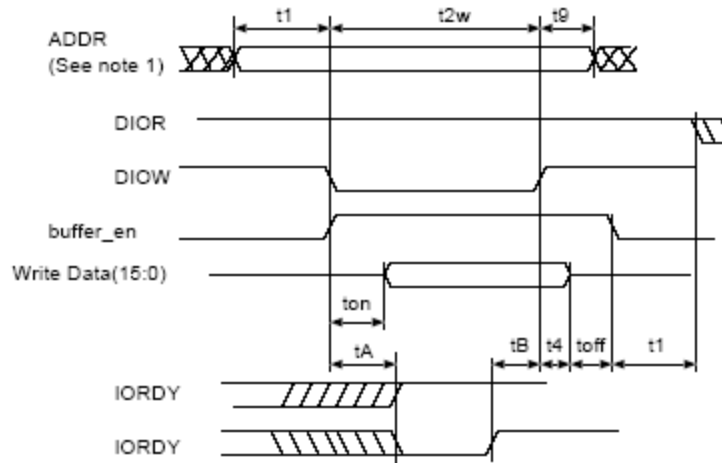 t1
t2w
t9
ADDR
(See note 1)
DIOR
DIOW
buffer_en
Write Data(15:0)
ton
tA
tB
t4
toff
t1
IORDY
IORDY